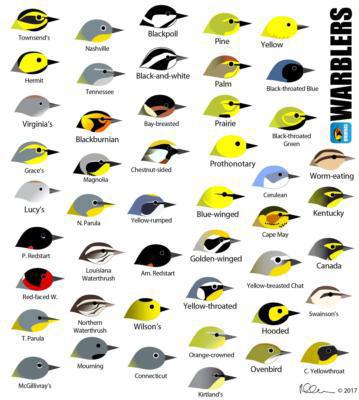 WARBLERS
Townsend's
Nashville
Blackpoll
Pine
Yellow
Hermit
Tennessee
Black-and-white
Palm
Black-throated Blue
Virginia's
Blackburnian
Bay-breasted
Prairie
Black-throated
Green
Grace's
Magnolia
Chestnut-sided
Prothonotary
Cerulean
Worm-eating
Lucy's
N. Parula
Yellow-rumped
Blue-winged
Cape May
Kentucky
P. Redstart
Louisiana
Waterthrush
Am. Redstart
Golden-winged
Yellow-breasted Chat
Canada
Red-faced W.
Northern
Waterthrush
Wilson's
Yellow-throated
Hooded
Swainson's
T. Parula
Mourning
Connecticut
Orange-crowned
Ovenbird
C. Yellowthroat
McGillivray's
Kirtland's
© 2017